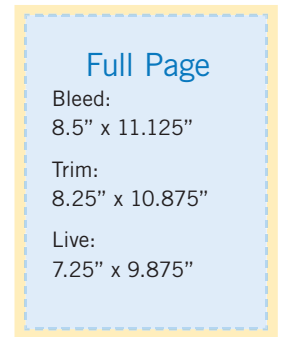 Full Page
Bleed:
8.5” x 11.125”
Trim:
8.25” x 10.875”
Live:
7.25” x 9.875”